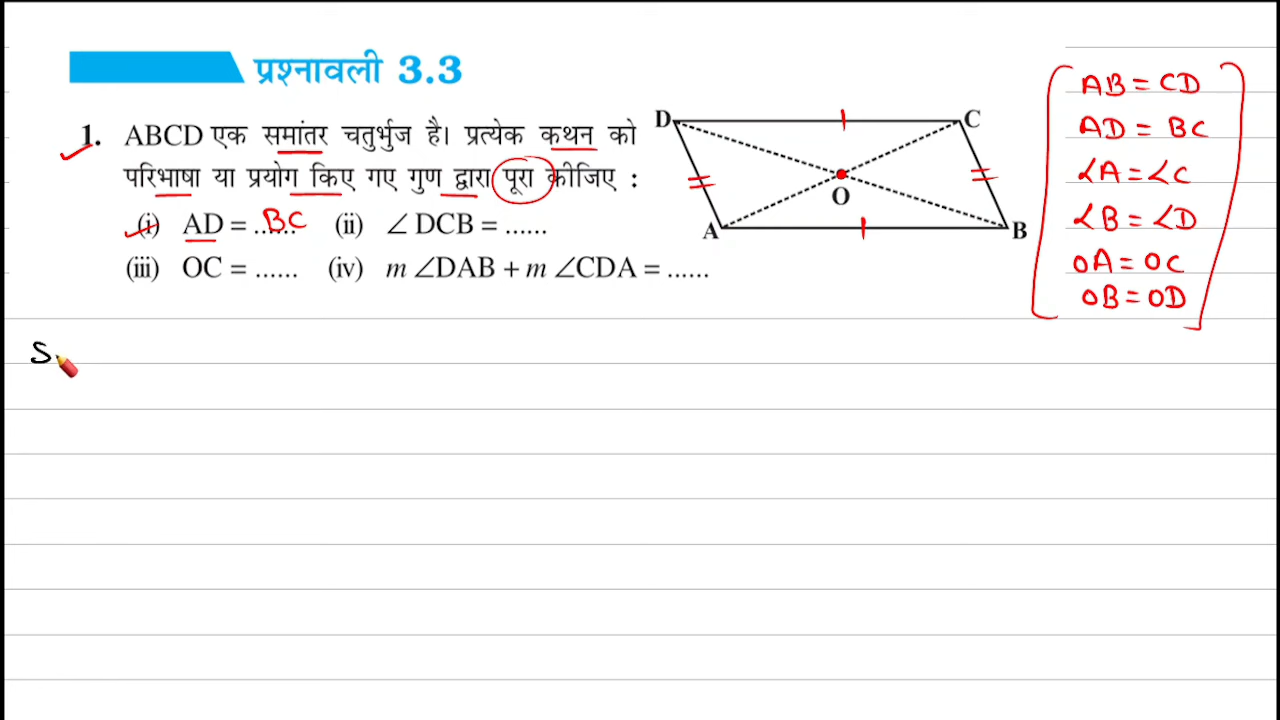 प्रश्नावली 3.3
1. ABCD एक समांतर चतुर्भुज है। प्रत्येक कथन को
परिभाषा या प्रयोग किए गए गुण द्वारा पूरा कीजिए :
(i) AD = ...... BC (ii) ∠ DCB = ......
(iii) OC = ...... (iv) m ∠DAB + m ∠CDA = ......
D C
O
A B
AB = CD
AD = BC
∠A = ∠C
∠B = ∠D
OA = OC
OB = OD
S